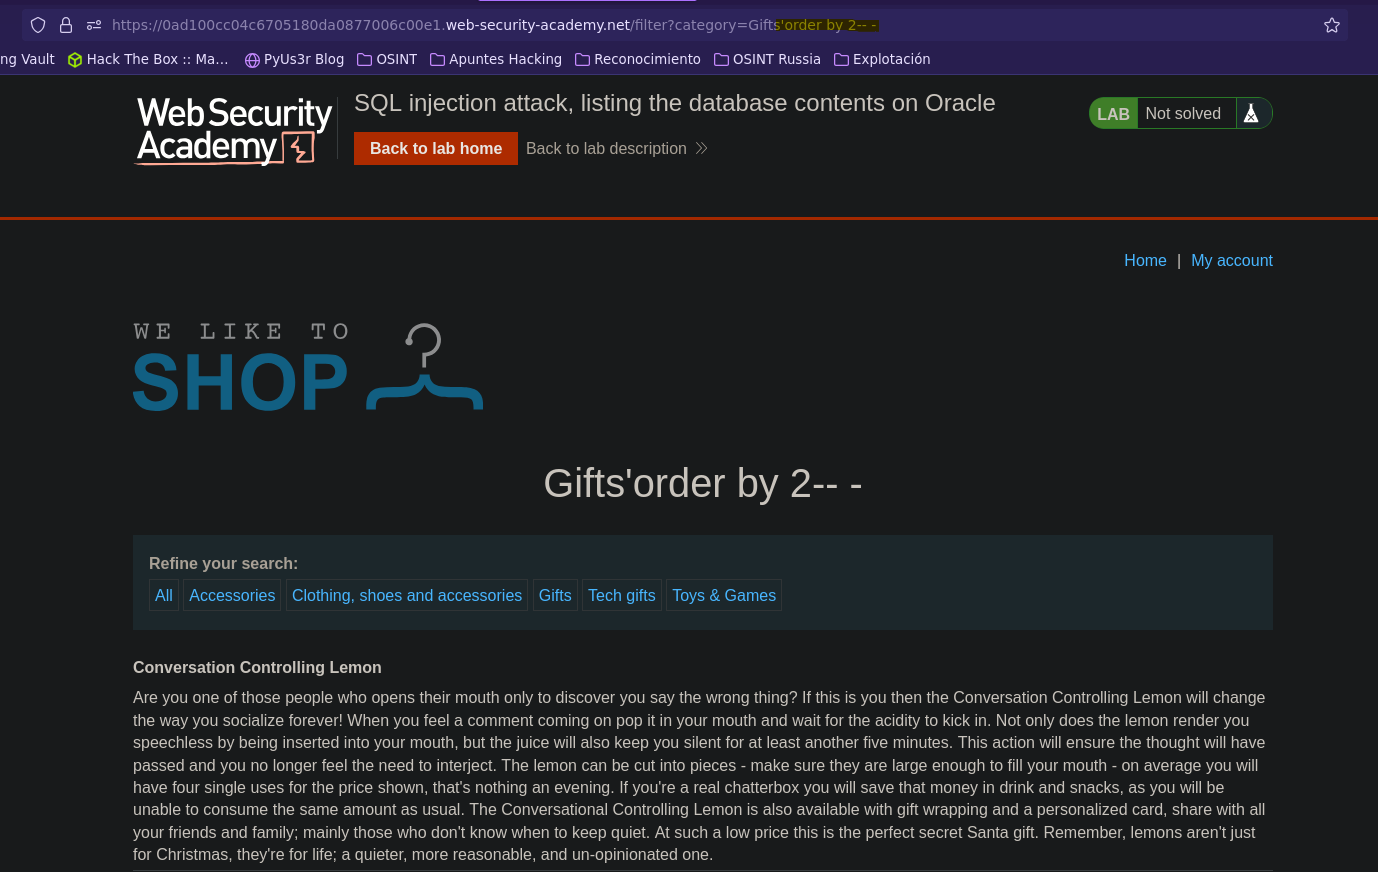 https://0ad100cc04c6705180da0877006c00e1.web-security-academy.net/filter?category=Gifts'order by 2-- -
ng Vault Hack The Box :: Ma… PyUs3r Blog OSINT Apuntes Hacking Reconocimiento OSINT Russia Explotación
Web Security
Academy
SQL injection attack, listing the database contents on Oracle
Back to lab home Back to lab description
LAB Not solved
Home | My account
WE LIKE TO
SHOP
Gifts'order by 2-- -
Refine your search:
All Accessories Clothing, shoes and accessories Gifts Tech gifts Toys & Games
Conversation Controlling Lemon
Are you one of those people who opens their mouth only to discover you say the wrong thing? If this is you then the Conversation Controlling Lemon will change
the way you socialize forever! When you feel a comment coming on pop it in your mouth and wait for the acidity to kick in. Not only does the lemon render you
speechless by being inserted into your mouth, but the juice will also keep you silent for at least another five minutes. This action will ensure the thought will have
passed and you no longer feel the need to interject. The lemon can be cut into pieces - make sure they are large enough to fill your mouth - on average you will
have four single uses for the price shown, that's nothing an evening. If you're a real chatterbox you will save that money in drink and snacks, as you will be
unable to consume the same amount as usual. The Conversational Controlling Lemon is also available with gift wrapping and a personalized card, share with all
your friends and family; mainly those who don't know when to keep quiet. At such a low price this is the perfect secret Santa gift. Remember, lemons aren't just
for Christmas, they're for life; a quieter, more reasonable, and un-opinionated one.